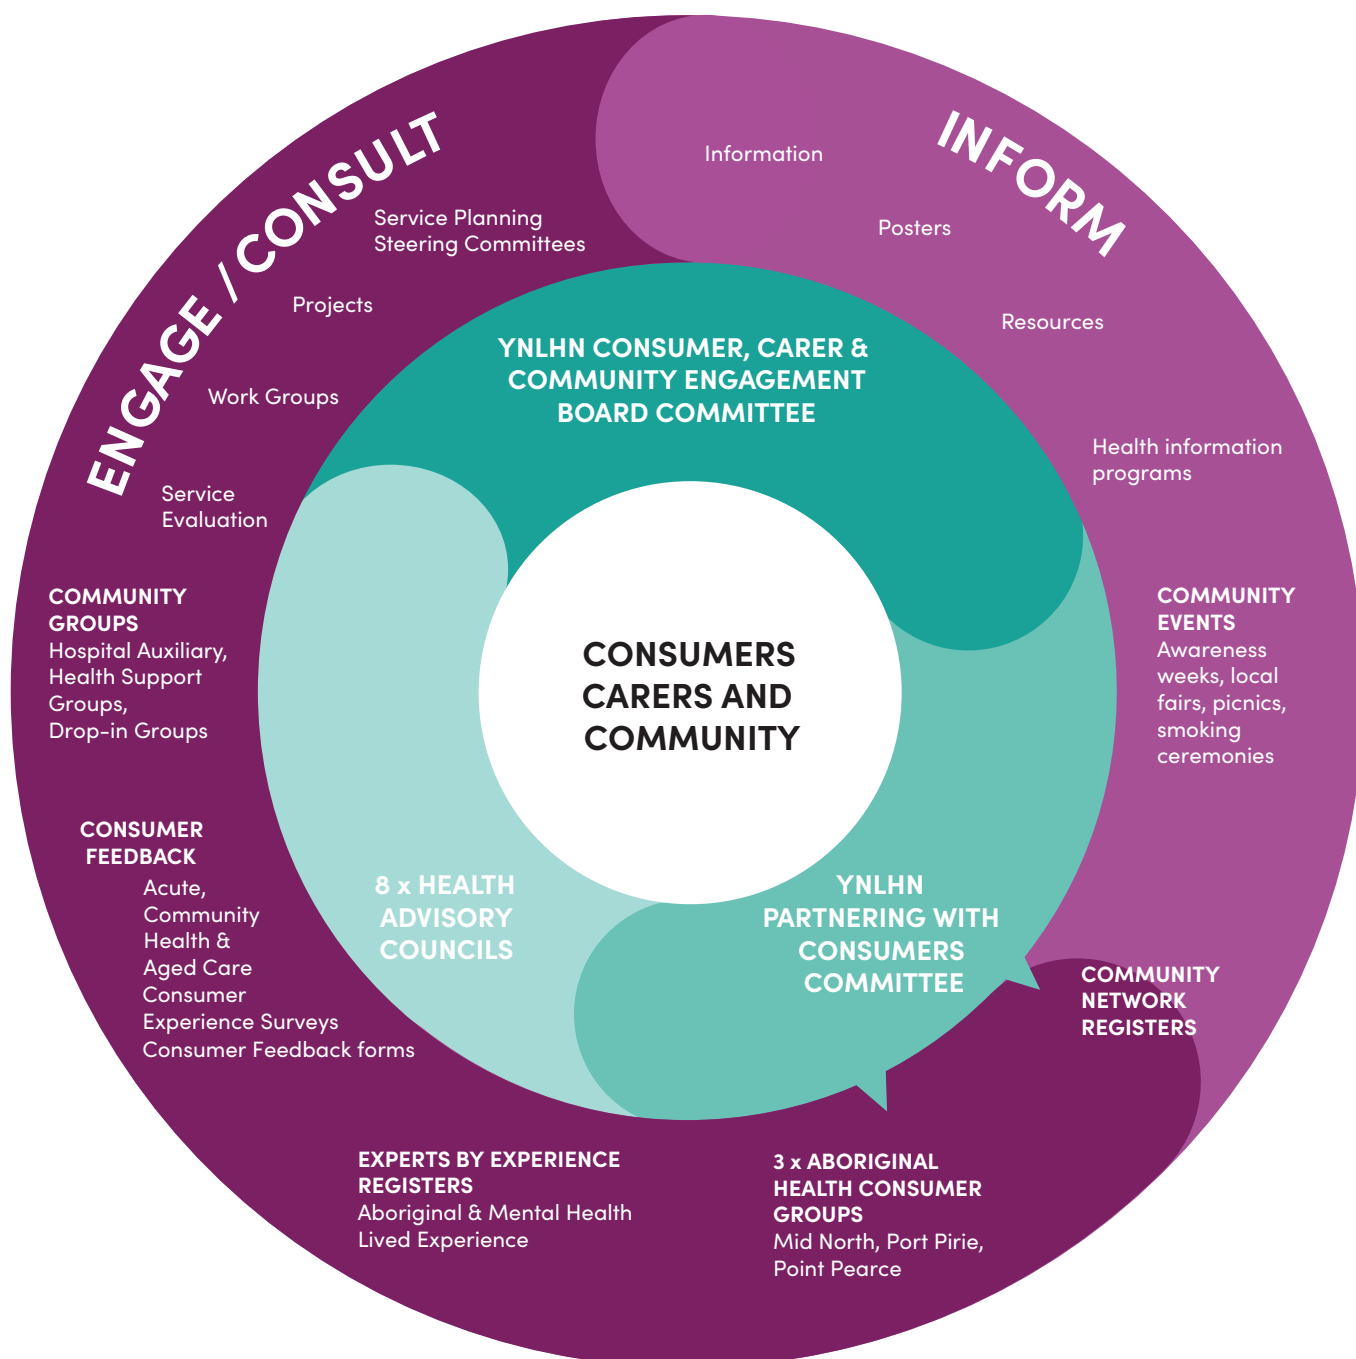 ENGAGE / CONSULT
Service Planning
Steering Committees
Projects
Work Groups
Service
Evaluation
COMMUNITY
GROUPS
Hospital Auxiliary,
Health Support
Groups,
Drop-in Groups
CONSUMER
FEEDBACK
Acute,
Community
Health &
Aged Care
Consumer
Experience Surveys
Consumer Feedback forms
EXPERTS BY EXPERIENCE
REGISTERS
Aboriginal & Mental Health
Lived Experience
3 x ABORIGINAL
HEALTH CONSUMER
GROUPS
Mid North, Port Pirie,
Point Pearce
COMMUNITY
NETWORK
REGISTERS
INFORM
Information
Posters
Resources
Health information
programs
COMMUNITY
EVENTS
Awareness
weeks, local
fairs, picnics,
smoking
ceremonies
YNLHN CONSUMER, CARER &
COMMUNITY ENGAGEMENT
BOARD COMMITTEE
8 x HEALTH
ADVISORY
COUNCILS
YNLHN
PARTNERING WITH
CONSUMERS
COMMITTEE
CONSUMERS
CARERS AND
COMMUNITY